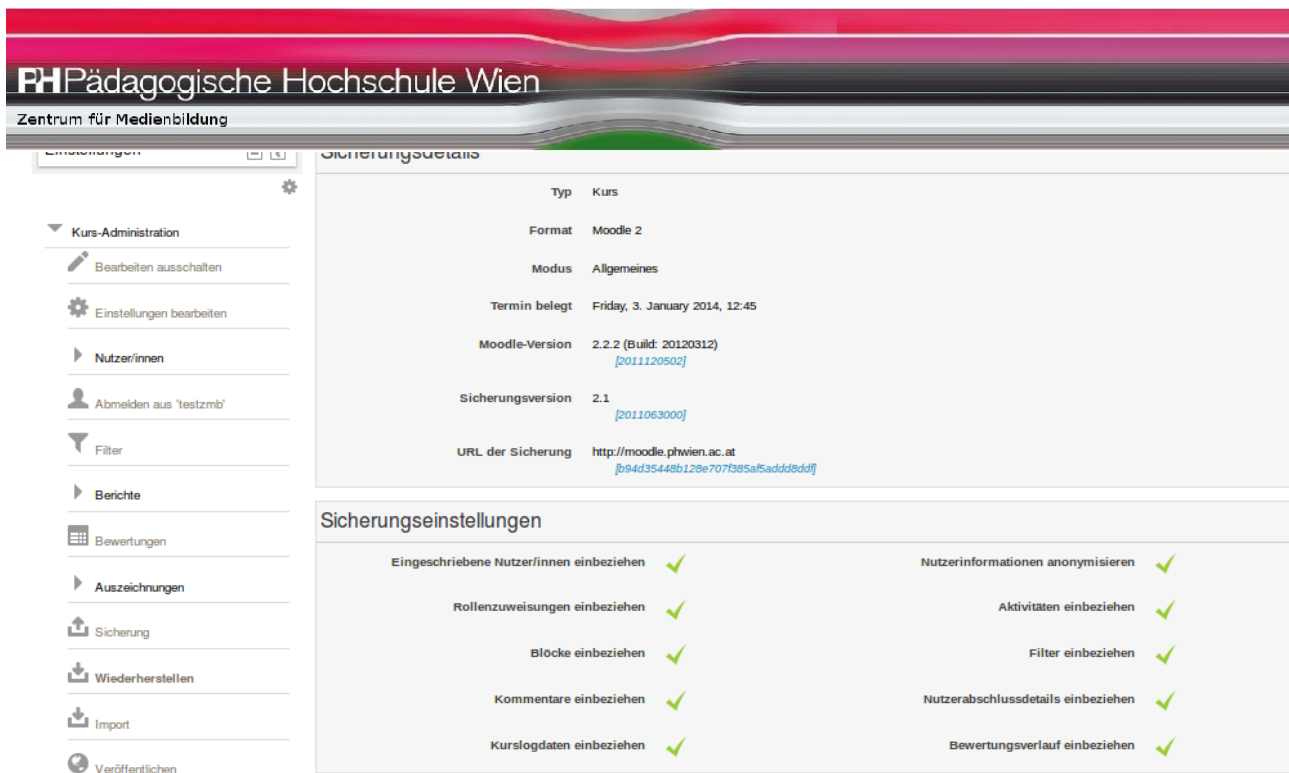 PH Pädagogische Hochschule Wien
Zentrum für Medienbildung
Einstellungen
Kurs-Administration
Bearbeiten ausschalten
Einstellungen bearbeiten
Nutzer/innen
Abmelden aus 'testzmb'
Filter
Berichte
Bewertungen
Auszeichnungen
Sicherung
Wiederherstellen
Import
Veröffentlichen
Sicherungsdetails
Typ Kurs
Format Moodle 2
Modus Allgemeines
Termin belegt Friday, 3. January 2014, 12:45
Moodle-Version 2.2.2 (Build: 20120312)
[2011120502]
Sicherungsversion 2.1
[2011063000]
URL der Sicherung http://moodle.phwien.ac.at
[b94d35448b128e707f385af5addd8ddf]
Sicherungseinstellungen
Eingeschriebene Nutzer/innen einbeziehen Nutzerinformationen anonymisieren
Rollenzuweisungen einbeziehen Aktivitäten einbeziehen
Blöcke einbeziehen Filter einbeziehen
Kommentare einbeziehen Nutzerabschlussdetails einbeziehen
Kurslogdaten einbeziehen Bewertungsverlauf einbeziehen